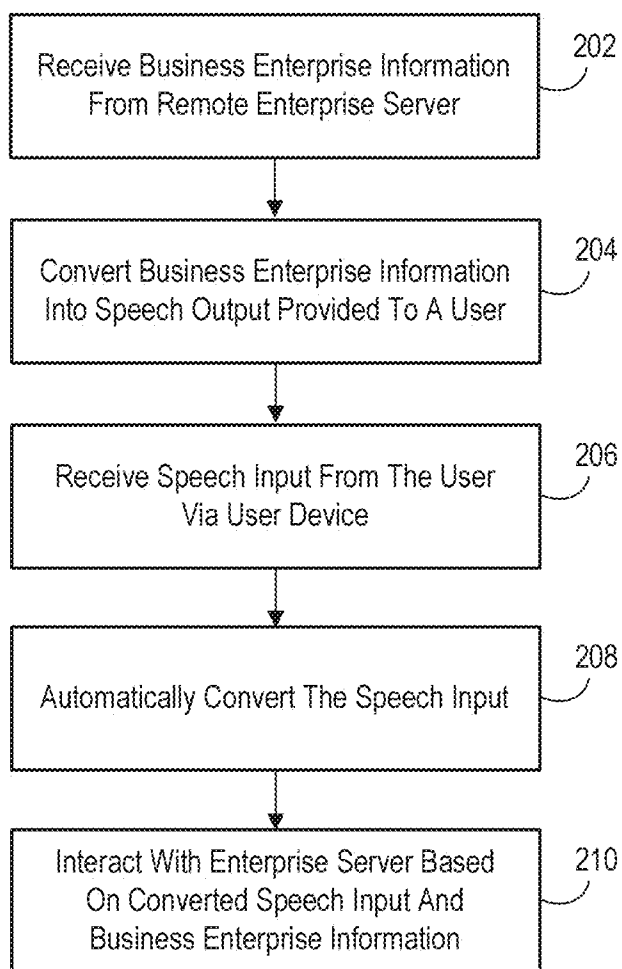 Receive Business Enterprise Information
From Remote Enterprise Server
202
Convert Business Enterprise Information
Into Speech Output Provided To A User
204
Receive Speech Input From The User
Via User Device
206
Automatically Convert The Speech Input
208
Interact With Enterprise Server Based
On Converted Speech Input And
Business Enterprise Information
210